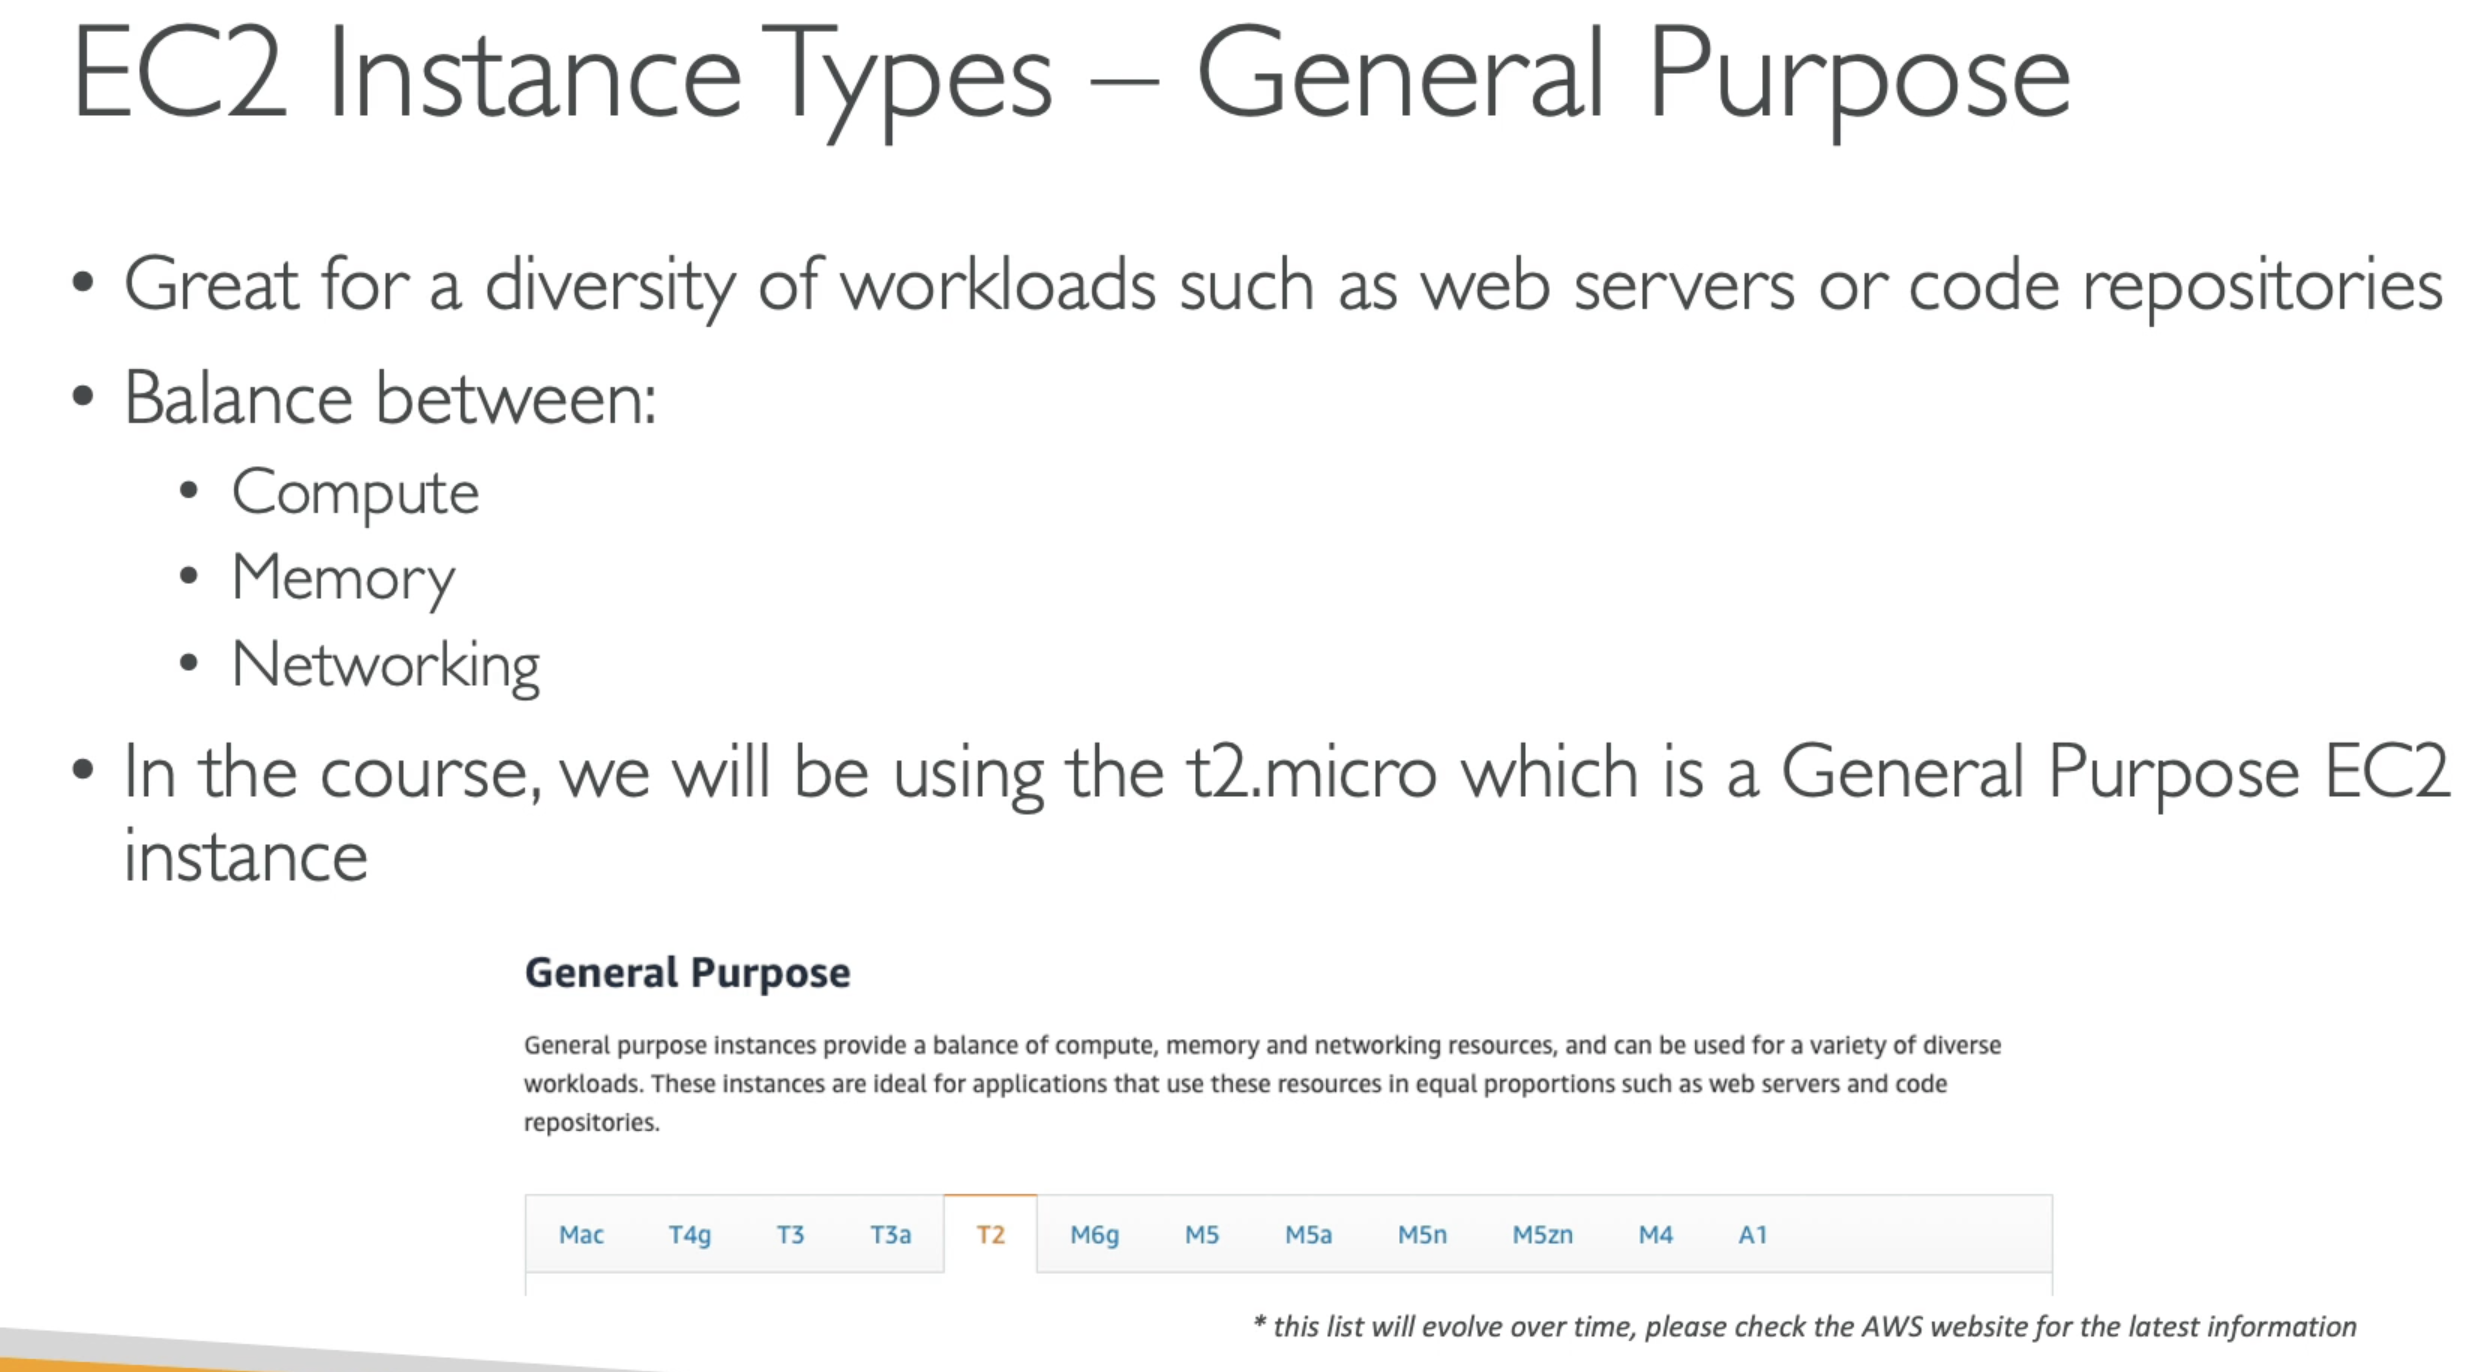 EC2 Instance Types – General Purpose
• Great for a diversity of workloads such as web servers or code repositories
• Balance between:
• Compute
• Memory
• Networking
• In the course, we will be using the t2.micro which is a General Purpose EC2
instance
General Purpose
General purpose instances provide a balance of compute, memory and networking resources, and can be used for a variety of diverse
workloads. These instances are ideal for applications that use these resources in equal proportions such as web servers and code
repositories.
Mac T4g T3 T3a T2 M6g M5 M5a M5n M5zn M4 A1
* this list will evolve over time, please check the AWS website for the latest information